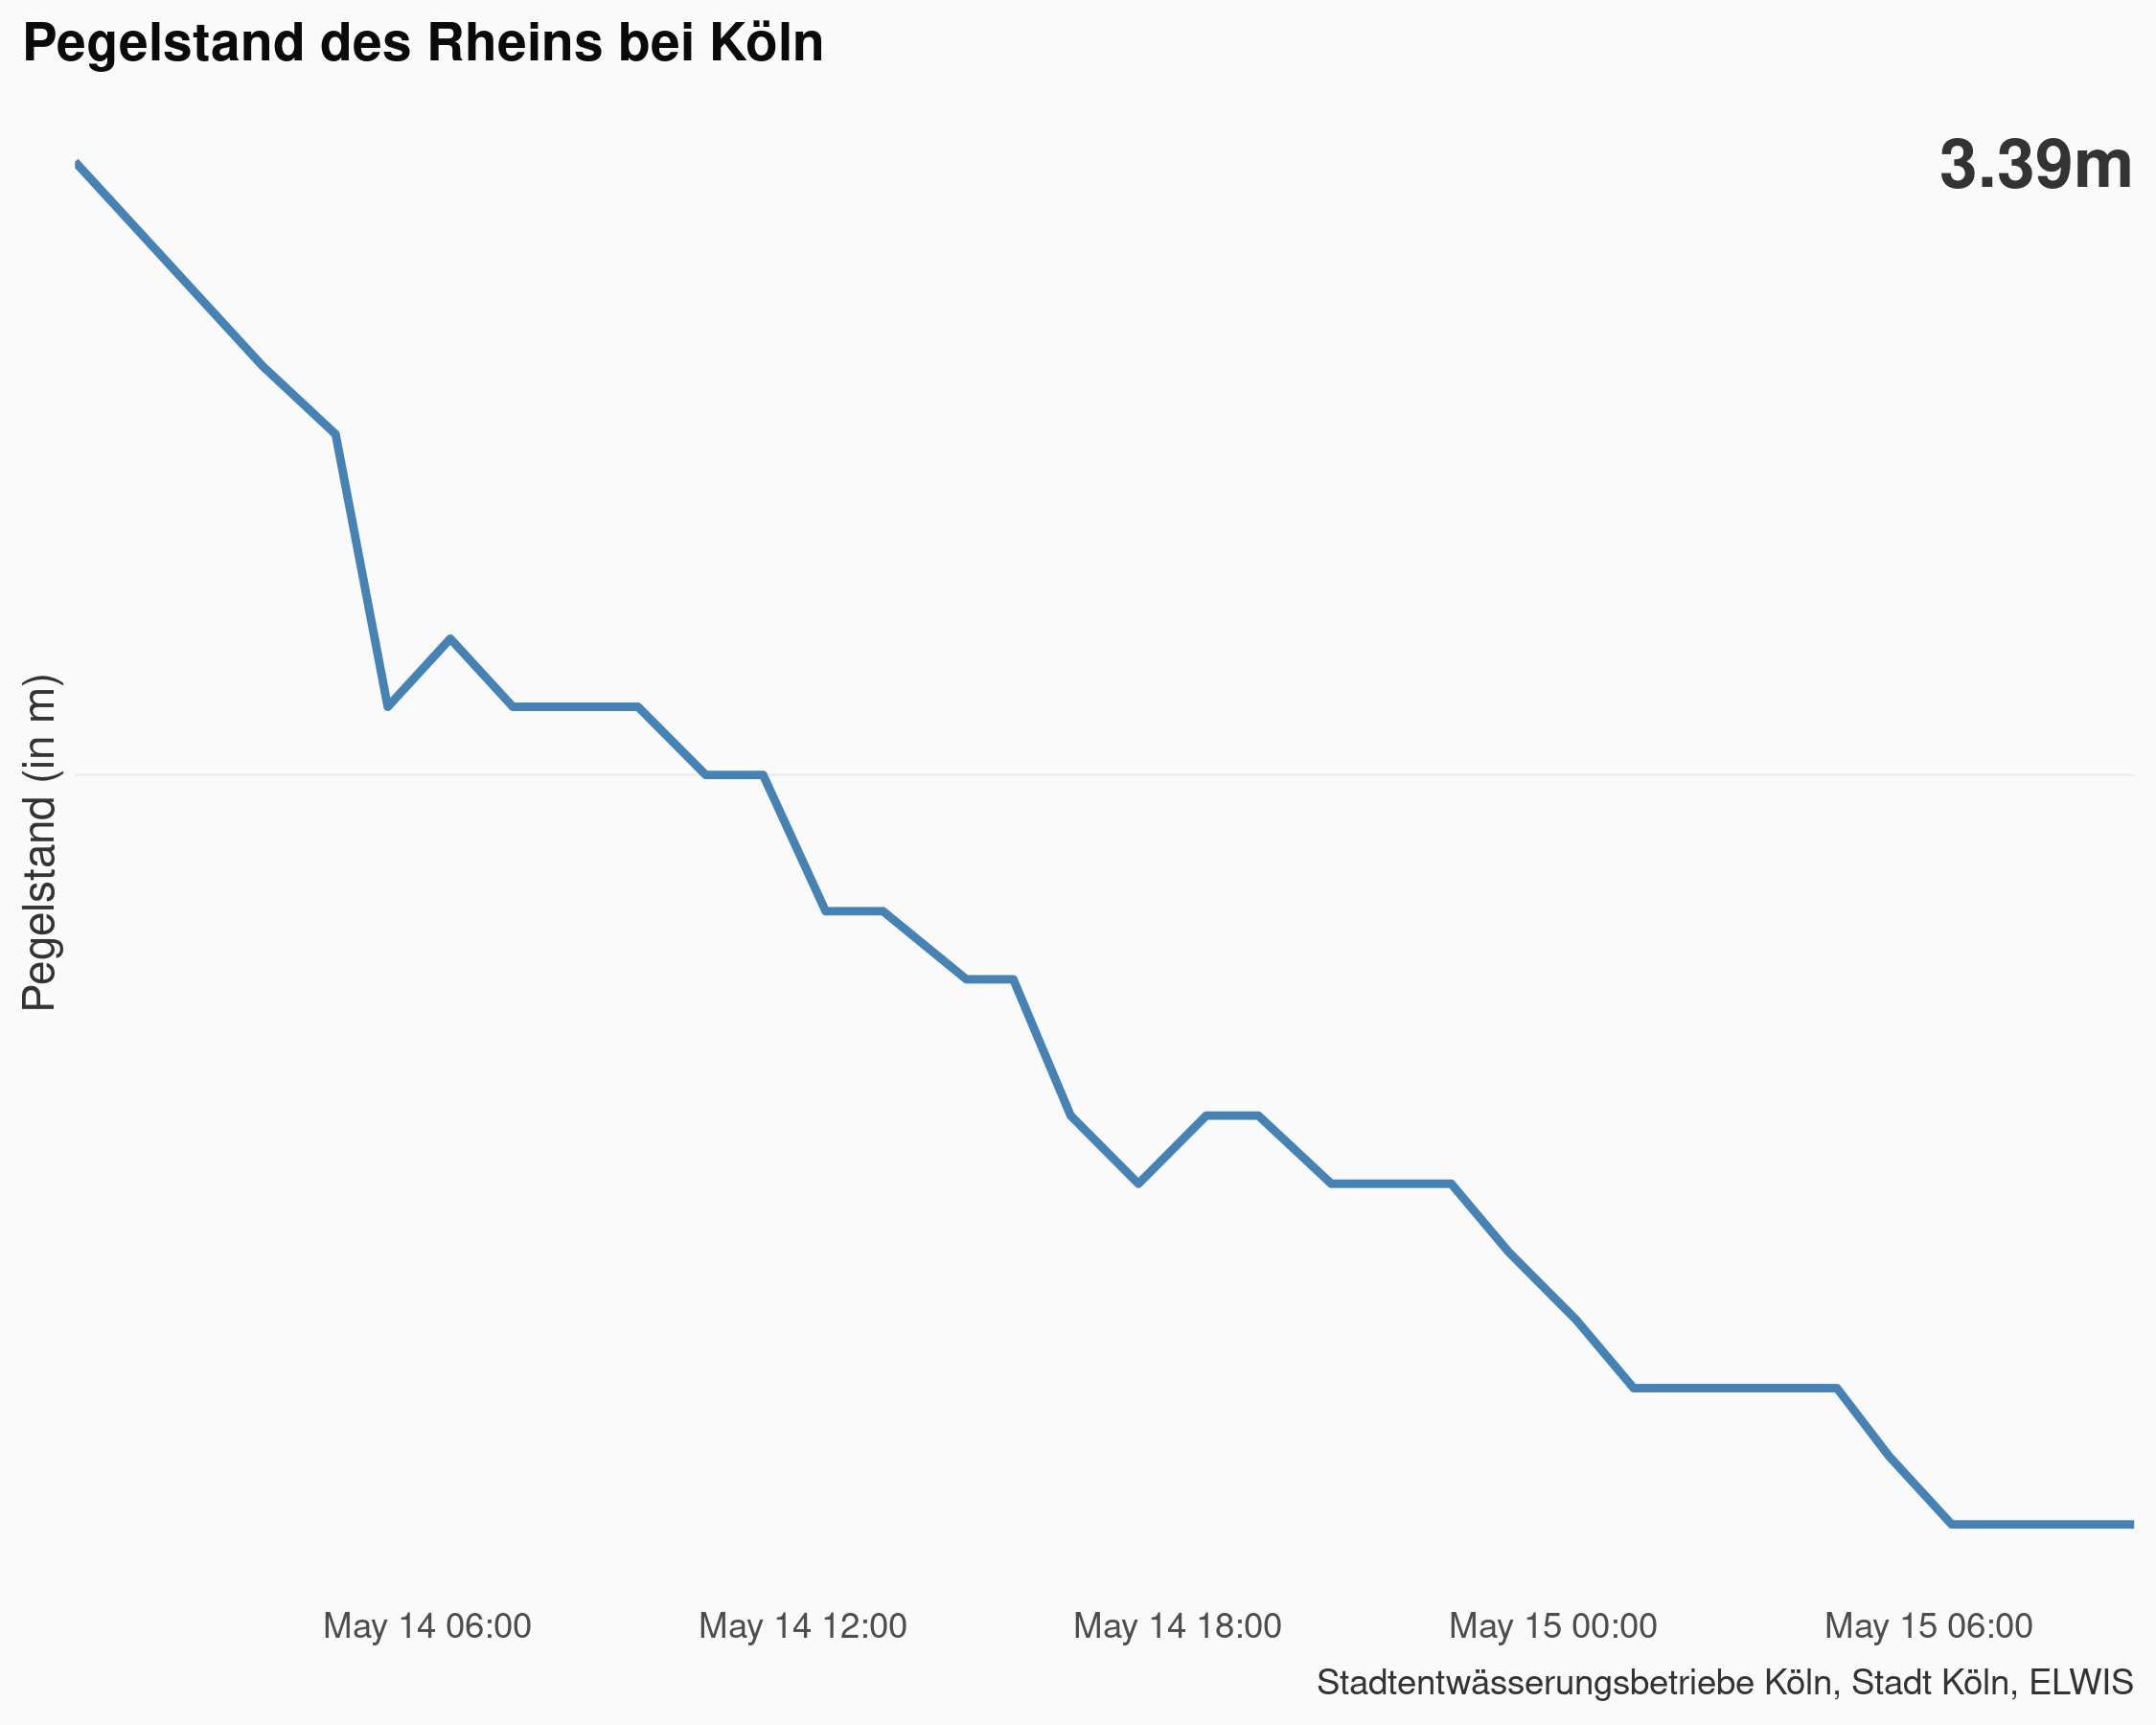 Pegelstand des Rheins bei Köln
3.39m
Pegelstand (in m)
May 14 06:00 May 14 12:00 May 14 18:00 May 15 00:00 May 15 06:00
Stadtentwässerungsbetriebe Köln, Stadt Köln, ELWIS